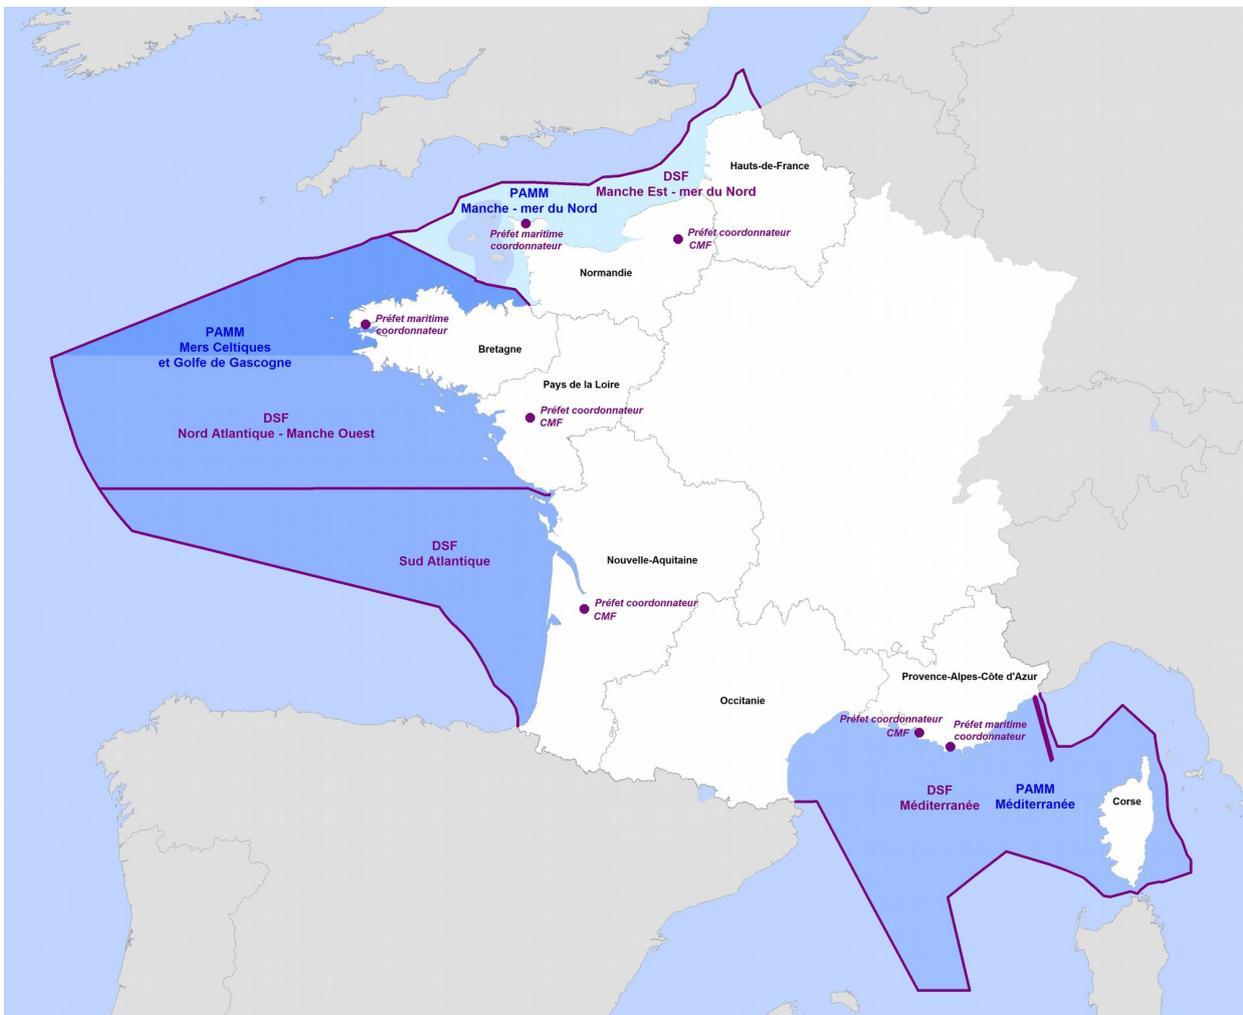 Hauts-de-France
DSF
Manche Est - mer du Nord
PAMM
Manche - mer du Nord
Préfet maritime
coordonnateur
Préfet coordonnateur
CMF
Normandie
Préfet maritime
coordonnateur
PAMM
Mers Celtiques
et Golfe de Gascogne
Bretagne
Pays de la Loire
Préfet coordonnateur
CMF
DSF
Nord Atlantique - Manche Ouest
DSF
Sud Atlantique
Nouvelle-Aquitaine
Préfet coordonnateur
CMF
Provence-Alpes-Côte d'Azur
Occitanie
Préfet coordonnateur
CMF
Préfet maritime
coordonnateur
DSF
Méditerranée
PAMM
Méditerranée
Corse